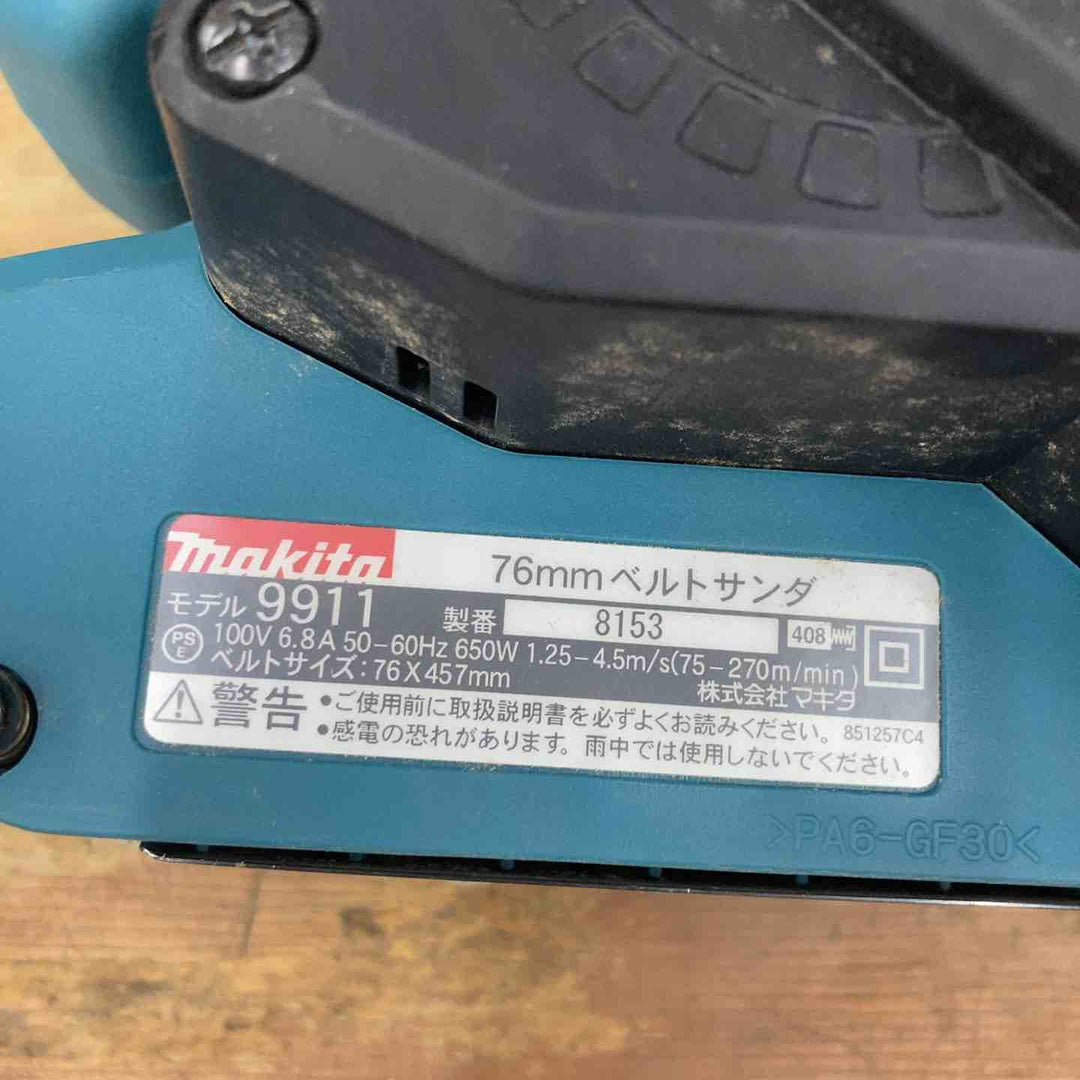 makita
76mmベルトサンダ
モデル 9911 製番 8153 408
PSE 100V 6.8A 50-60Hz 650W 1.25-4.5m/s(75-270m/min)
ベルトサイズ:76X457mm 株式会社 マキタ
警告 •ご使用前に取扱説明書を必ずよくお読みください。 851257C4
•感電の恐れがあります。雨中では使用しないでください。
>PA6-GF30<